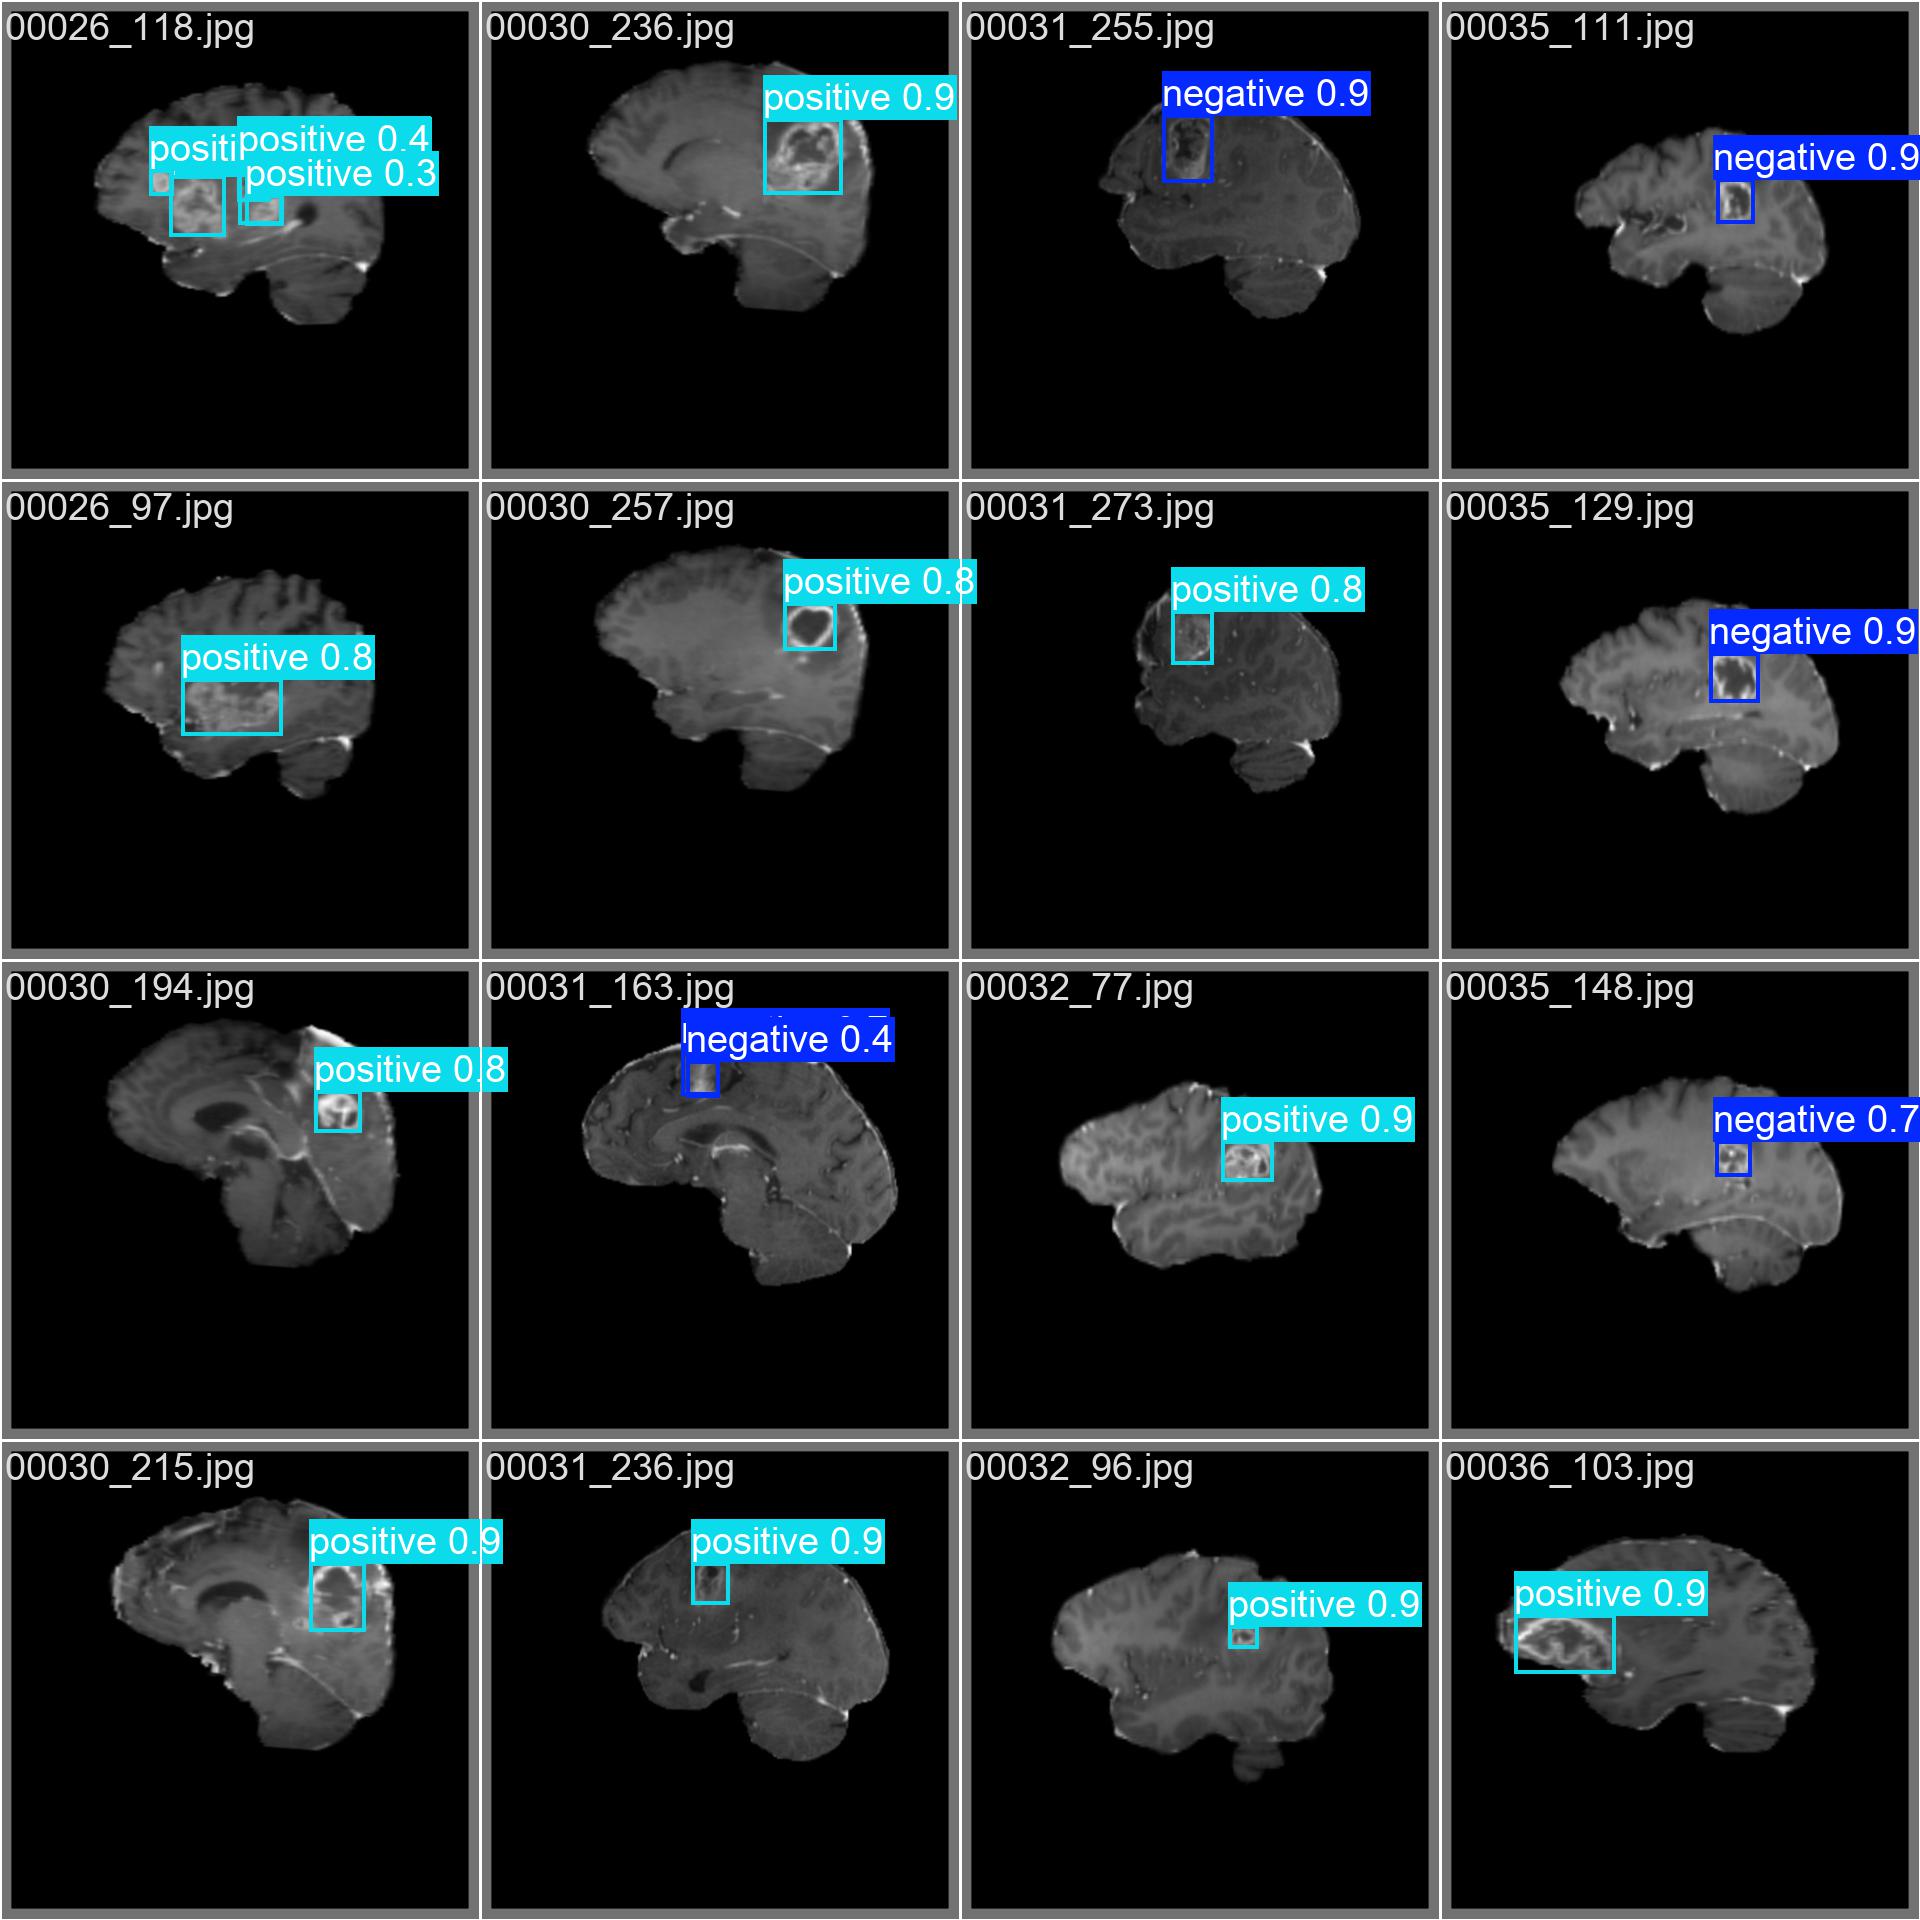 00026_118.jpg
positi
positive 0.4
positive 0.3
00030_236.jpg
positive 0.9
00031_255.jpg
negative 0.9
00035_111.jpg
negative 0.9
00026_97.jpg
positive 0.8
00030_257.jpg
positive 0.8
00031_273.jpg
positive 0.8
00035_129.jpg
negative 0.9
00030_194.jpg
positive 0.8
00031_163.jpg
negative 0.4
00032_77.jpg
positive 0.9
00035_148.jpg
negative 0.7
00030_215.jpg
positive 0.9
00031_236.jpg
positive 0.9
00032_96.jpg
positive 0.9
00036_103.jpg
positive 0.9